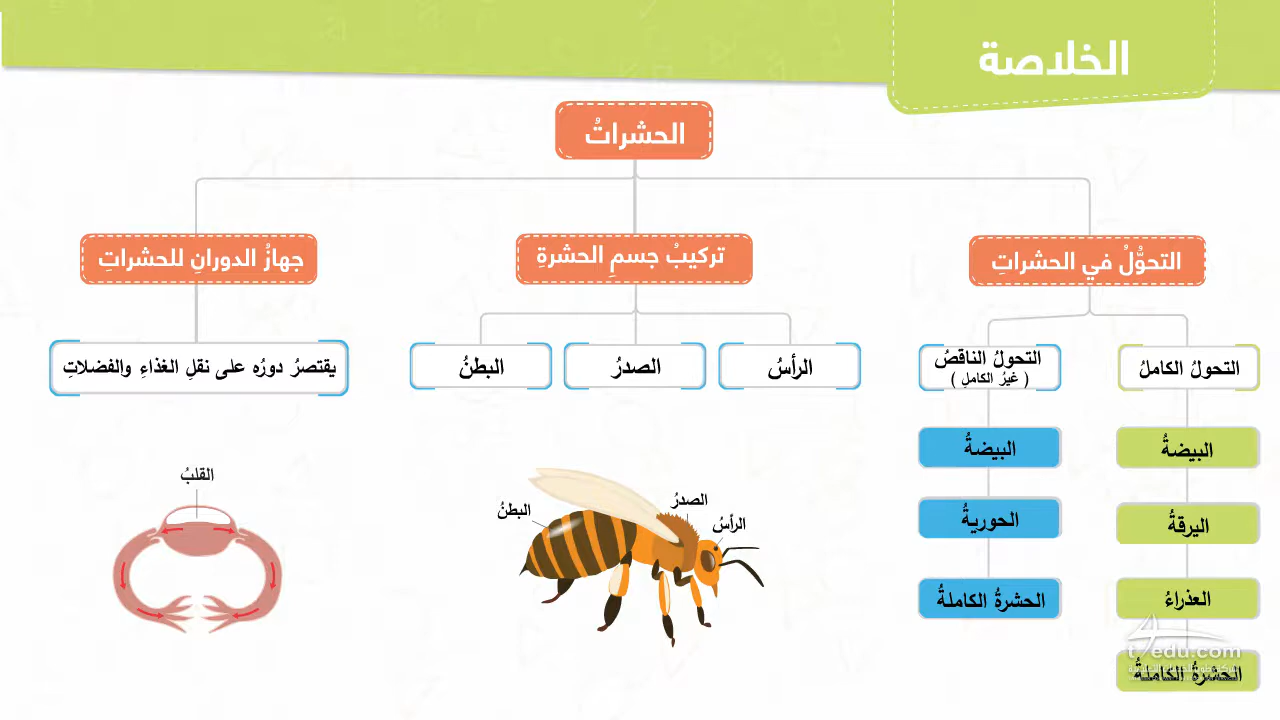 الخلاصة
الحشراتُ
التحوُّلُ في الحشراتِ
تركيبُ جسمِ الحشرةِ
جهازُ الدورانِ للحشراتِ
التحولُ الكاملُ
التحولُ الناقصُ
( غيرُ الكاملِ )
الرأسُ
الصدرُ
البطنُ
يقتصرُ دورُه على نقلِ الغذاءِ والفضلاتِ
البيضةُ
اليرقةُ
العذراءُ
الحشرةُ الكاملةُ
البيضةُ
الحوريةُ
الحشرةُ الكاملةُ
الرأسُ
الصدرُ
البطنُ
القلبُ
t4edu.com